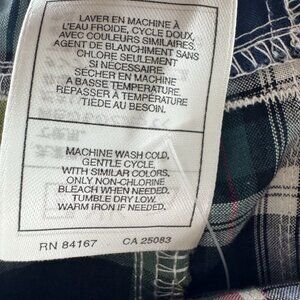 LAVER EN MACHINE À
L'EAU FROIDE, CYCLE DOUX,
AVEC COULEURS SIMILAIRES.
AGENT DE BLANCHIMENT SANS
CHLORE SEULEMENT
SI NÉCESSAIRE.
SÉCHER EN MACHINE
À BASSE TEMPÉRATURE.
REPASSER À TEMPÉRATURE
TIÈDE AU BESOIN.
MACHINE WASH COLD,
GENTLE CYCLE,
WITH SIMILAR COLORS.
ONLY NON-CHLORINE
BLEACH WHEN NEEDED.
TUMBLE DRY LOW.
WARM IRON IF NEEDED.
RN 84167 CA 25083